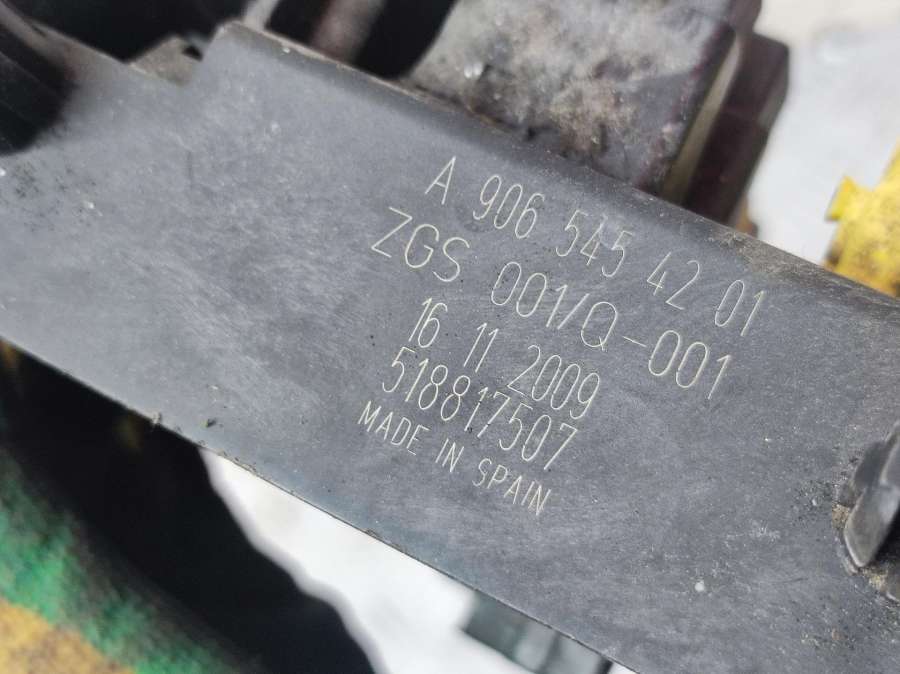 A 906 545 42 01
ZGS 001/Q-001
16 11 2009
518817507
MADE IN SPAIN